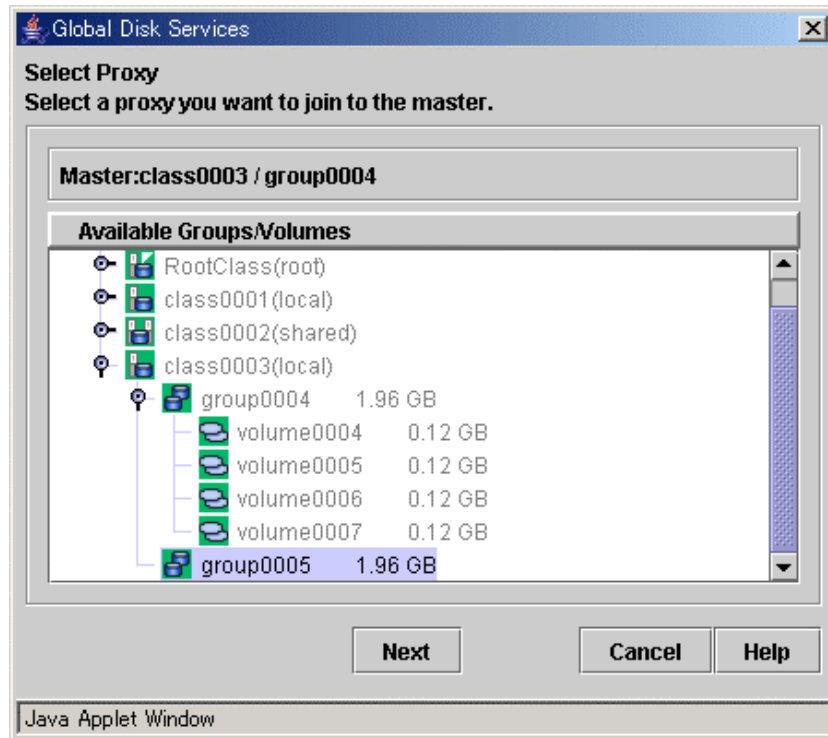 Global Disk Services
Select Proxy
Select a proxy you want to join to the master.
Master:class0003 / group0004
Available Groups/Volumes
RootClass(root)
class0001(local)
class0002(shared)
class0003(local)
group0004 1.96 GB
volume0004 0.12 GB
volume0005 0.12 GB
volume0006 0.12 GB
volume0007 0.12 GB
group0005 1.96 GB
Next Cancel Help
Java Applet Window